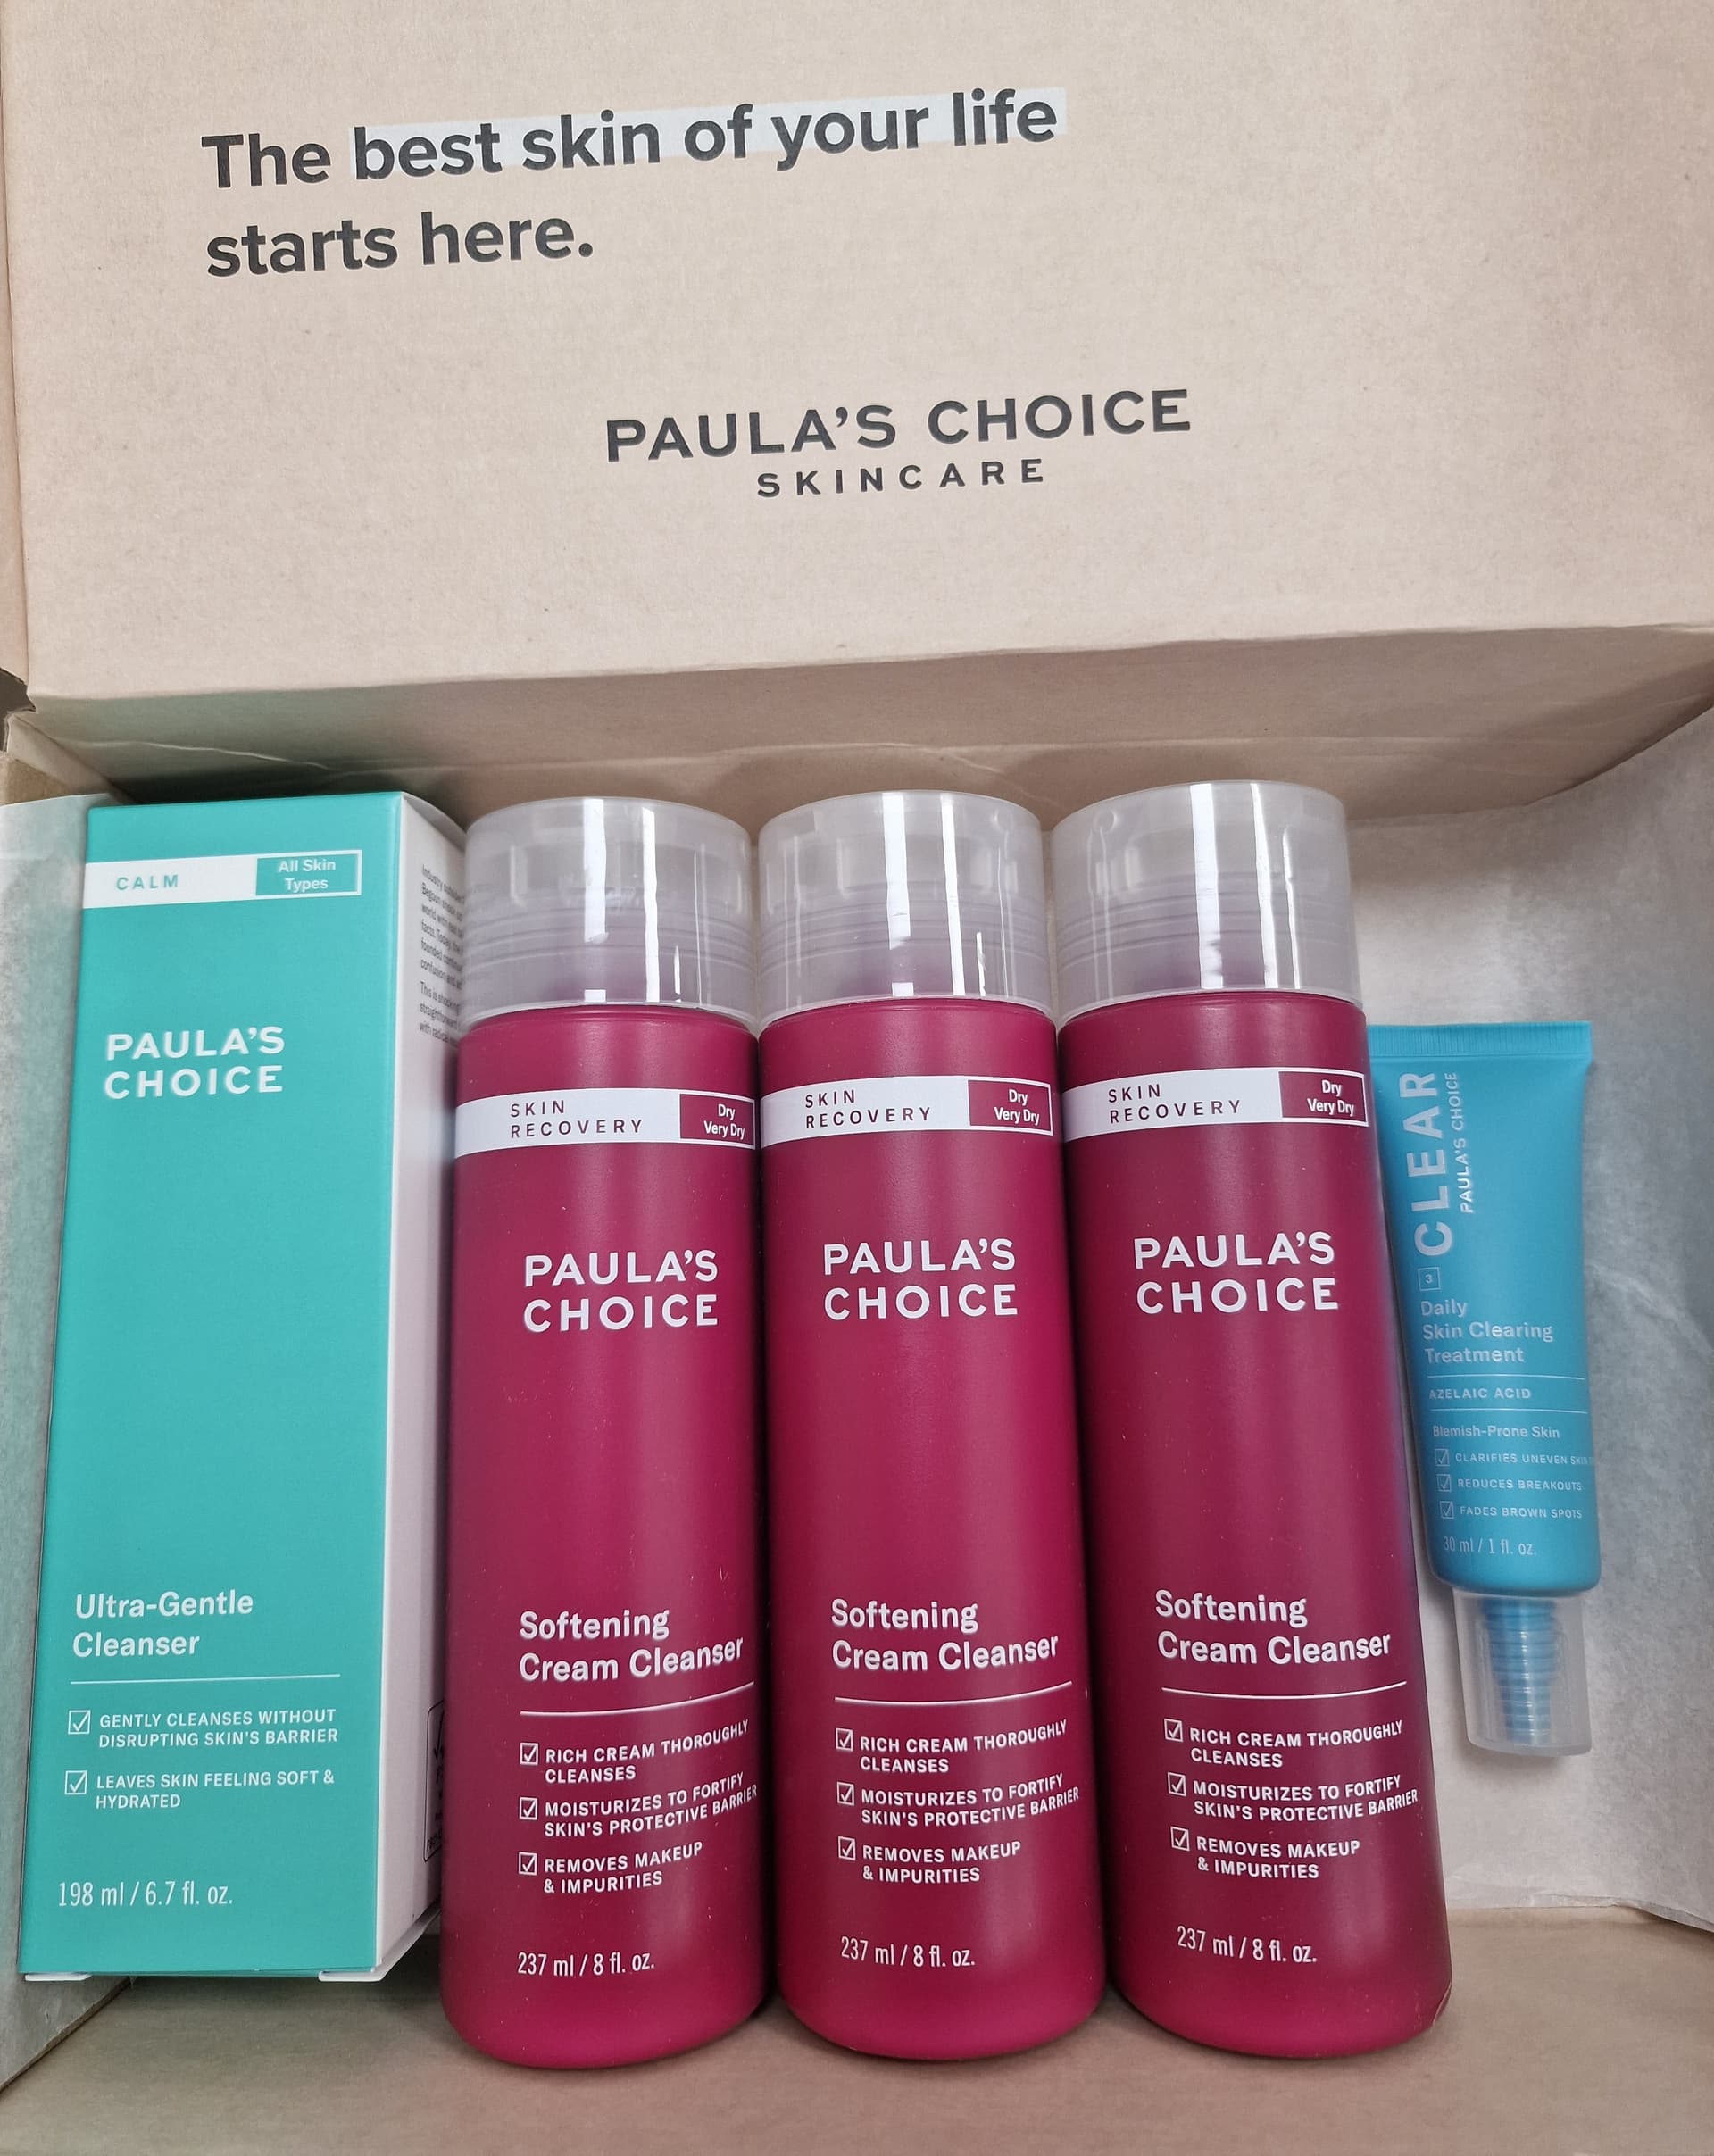 The best skin of your life
starts here.
PAULA'S CHOICE
SKINCARE
CALM
All Skin
Types
PAULA'S
CHOICE
Ultra-Gentle
Cleanser
GENTLY CLEANSES WITHOUT
DISRUPTING SKIN'S BARRIER
LEAVES SKIN FEELING SOFT &
HYDRATED
198 ml / 6.7 fl. oz.
SKIN
RECOVERY
Dry
Very Dry
PAULA'S
CHOICE
Softening
Cream Cleanser
RICH CREAM THOROUGHLY
CLEANSES
MOISTURIZES TO FORTIFY
SKIN'S PROTECTIVE BARRIER
REMOVES MAKEUP
& IMPURITIES
237 ml / 8 fl. oz.
SKIN
RECOVERY
Dry
Very Dry
PAULA'S
CHOICE
Softening
Cream Cleanser
RICH CREAM THOROUGHLY
CLEANSES
MOISTURIZES TO FORTIFY
SKIN'S PROTECTIVE BARRIER
REMOVES MAKEUP
& IMPURITIES
237 ml / 8 fl. oz.
SKIN
RECOVERY
Dry
Very Dry
PAULA'S
CHOICE
Softening
Cream Cleanser
RICH CREAM THOROUGHLY
CLEANSES
MOISTURIZES TO FORTIFY
SKIN'S PROTECTIVE BARRIER
REMOVES MAKEUP
& IMPURITIES
237 ml / 8 fl. oz.
CLEAR
PAULA'S CHOICE
3
Daily
Skin Clearing
Treatment
AZELAIC ACID
Blemish-Prone Skin
CLARIFIES UNEVEN
REDUCES BREAKOUTS
FADES BROWN SPOTS
30 ml / 1 fl. oz.